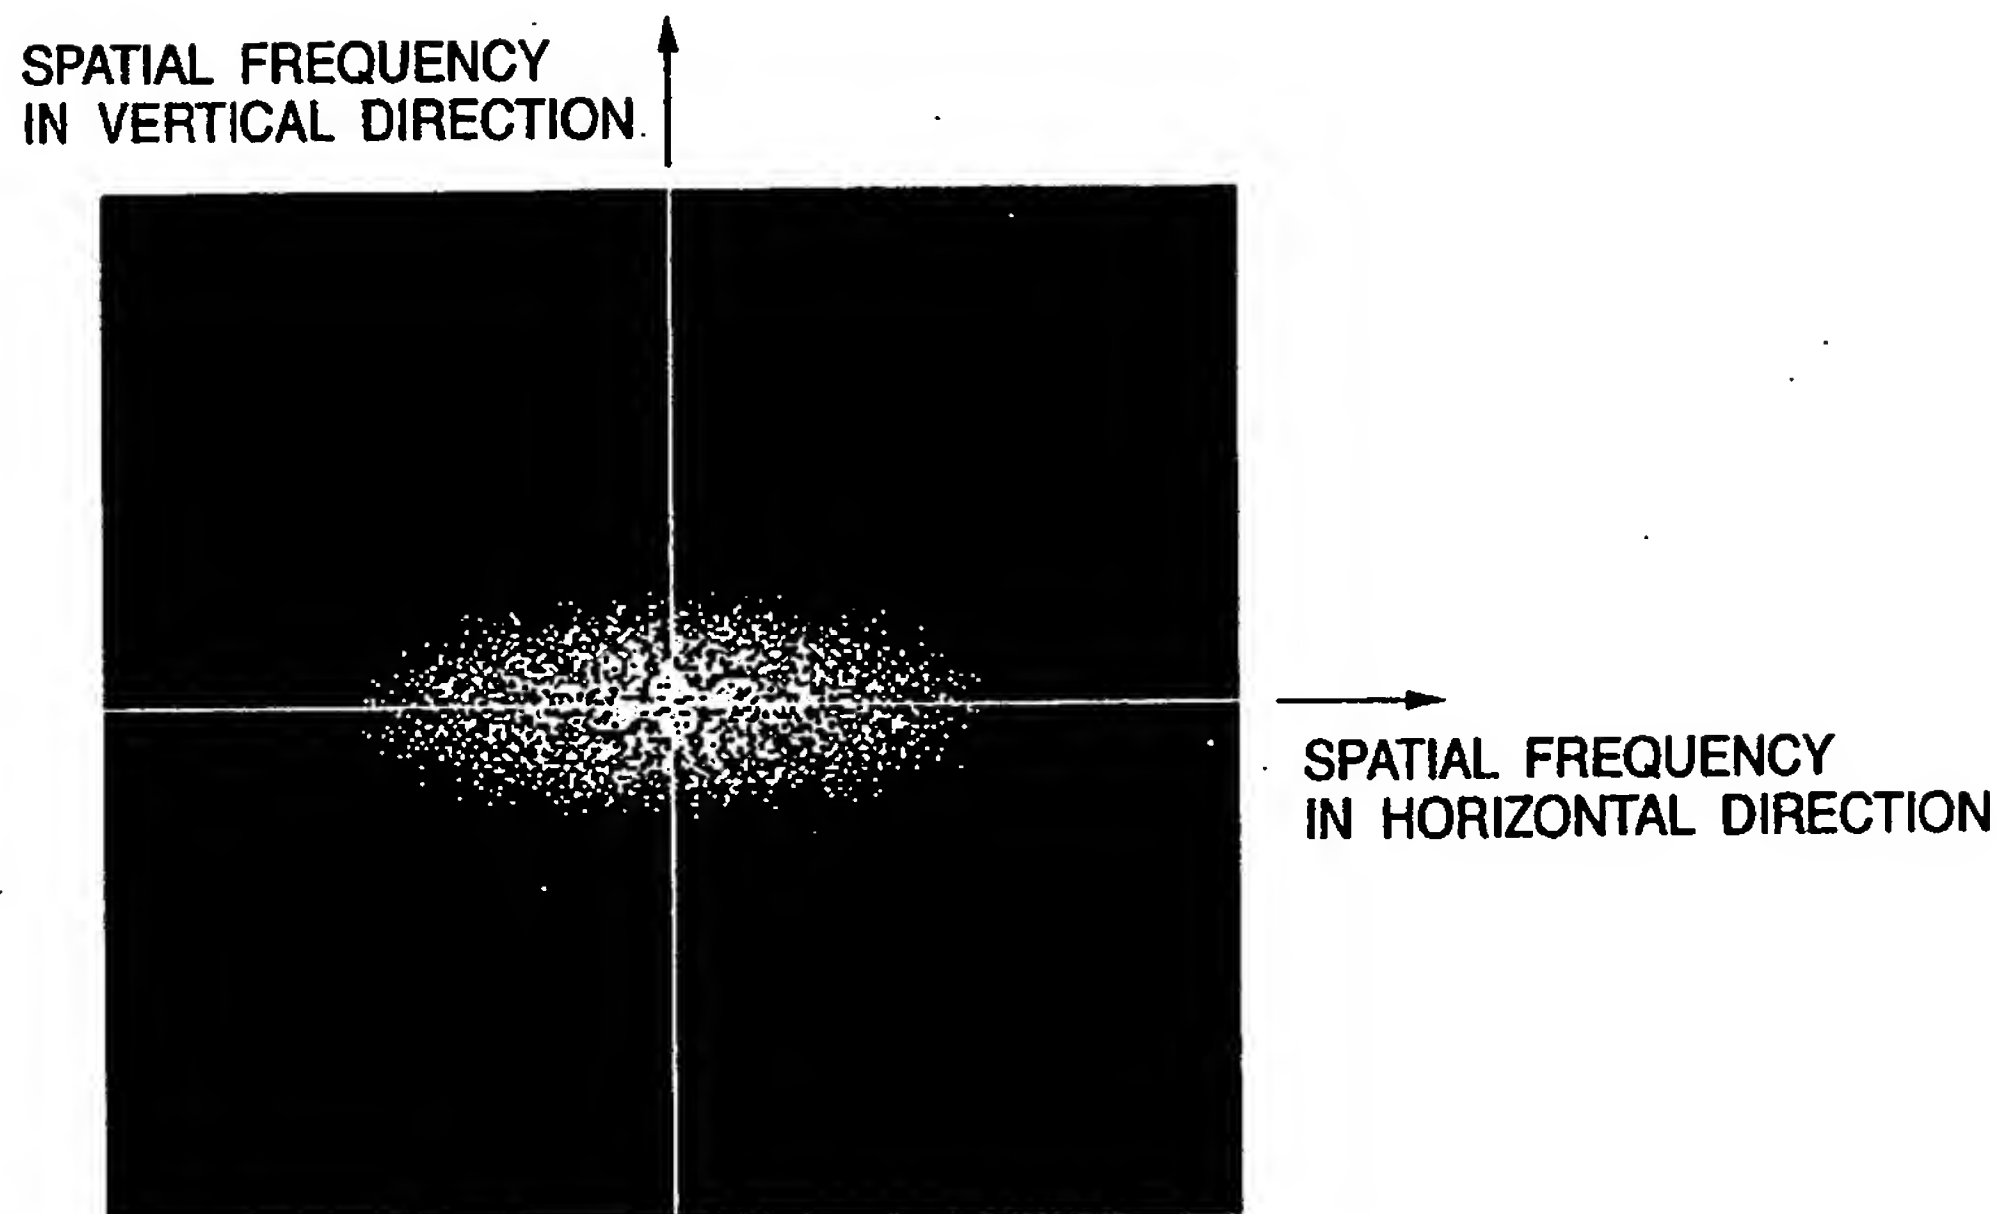 SPATIAL FREQUENCY
IN VERTICAL DIRECTION
SPATIAL FREQUENCY
IN HORIZONTAL DIRECTION